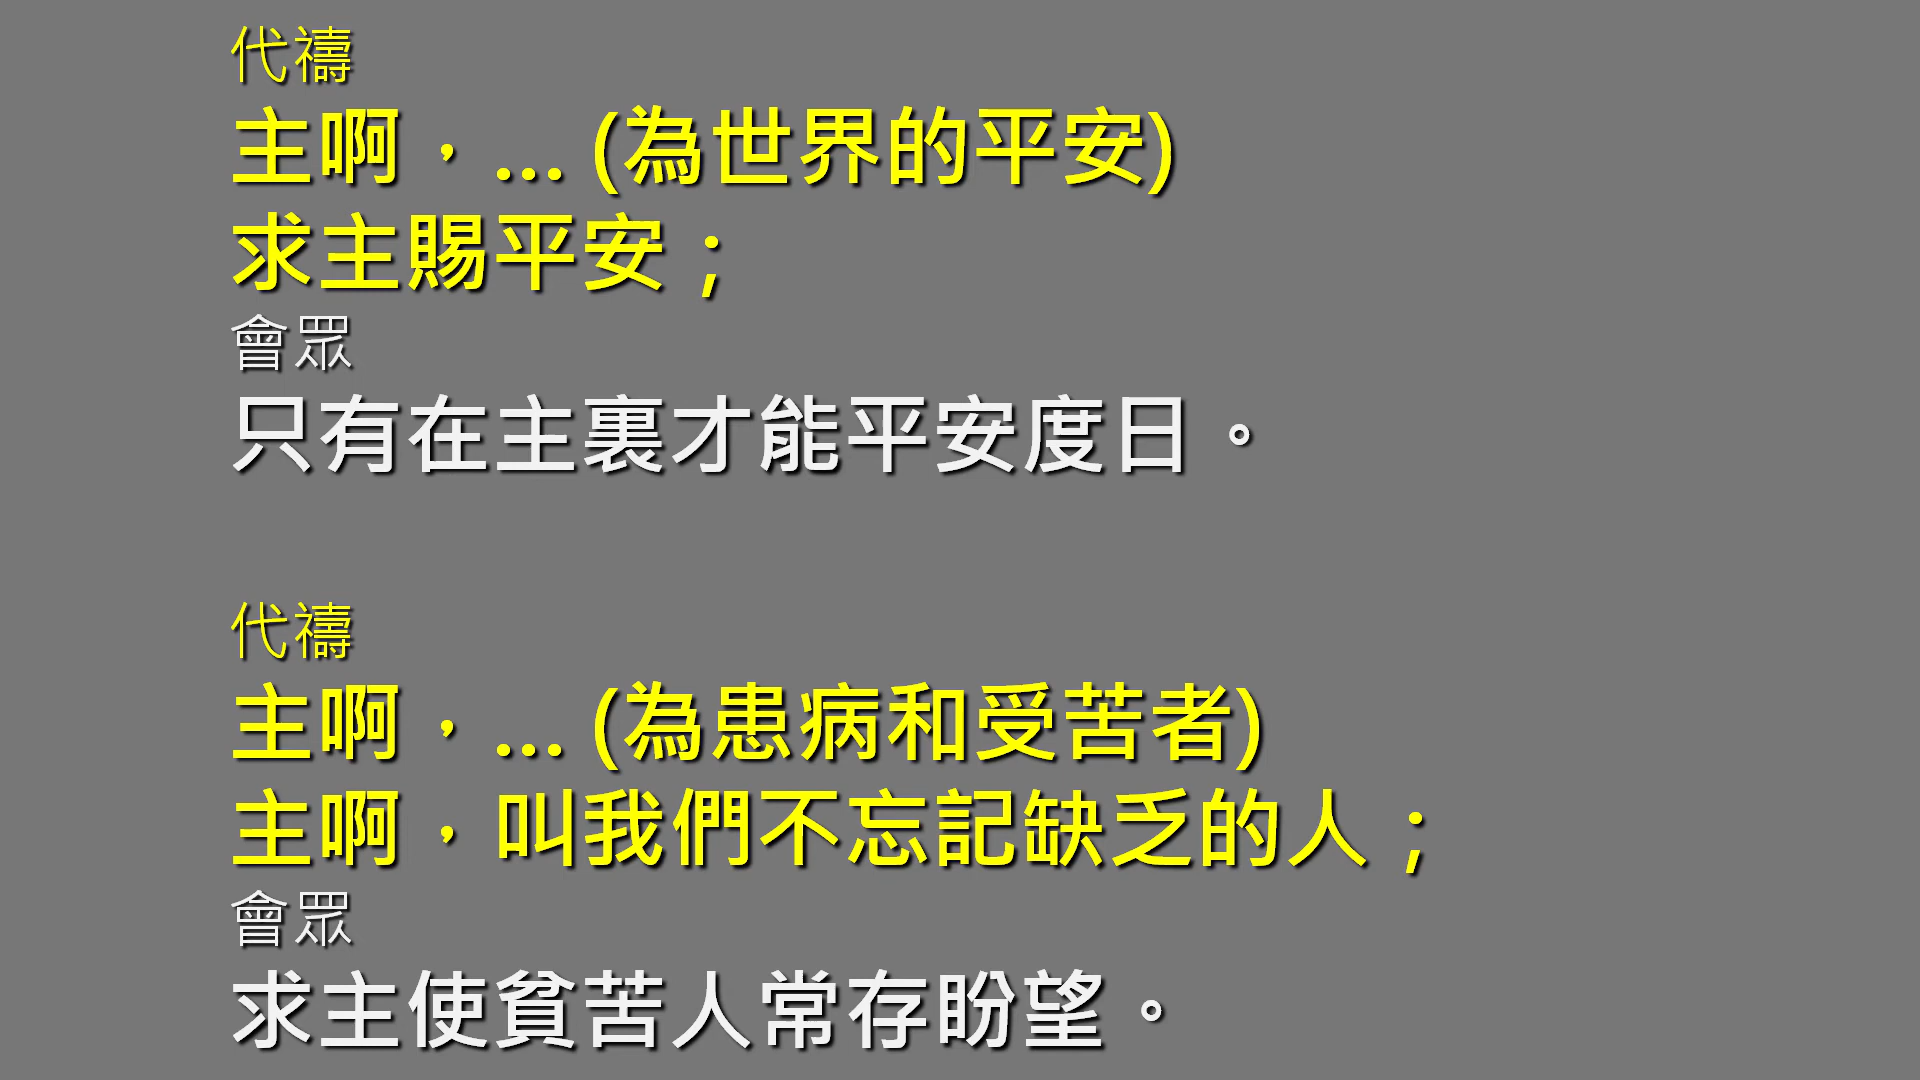 代禱
主啊，... (為世界的平安)
求主賜平安；
會眾
只有在主裏才能平安度日。
代禱
主啊，... (為患病和受苦者)
主啊，叫我們不忘記缺乏的人；
會眾
求主使貧苦人常存盼望。